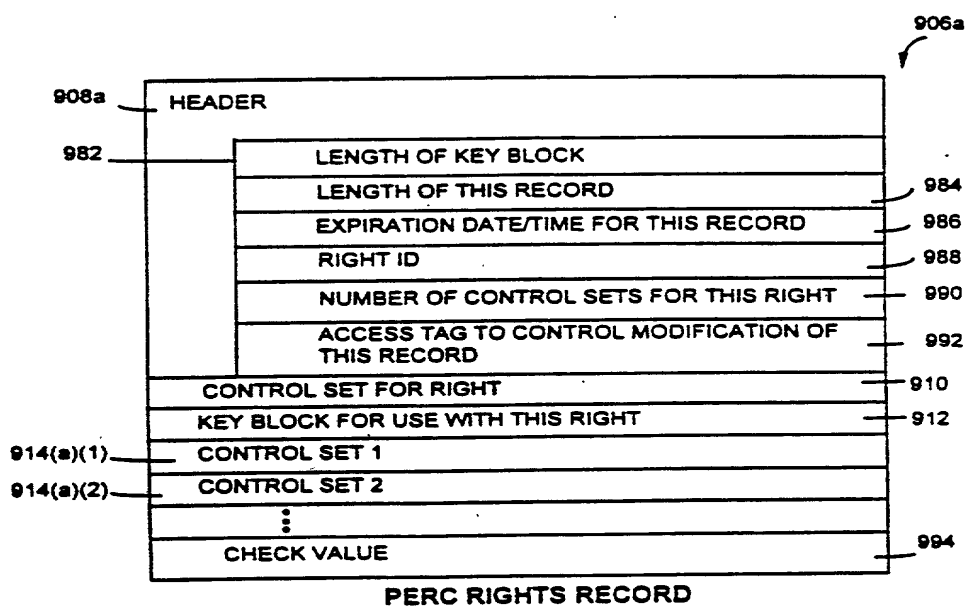 906a
908a
HEADER
982
LENGTH OF KEY BLOCK
LENGTH OF THIS RECORD
984
EXPIRATION DATE/TIME FOR THIS RECORD
986
RIGHT ID
988
NUMBER OF CONTROL SETS FOR THIS RIGHT
990
ACCESS TAG TO CONTROL MODIFICATION OF
THIS RECORD
992
CONTROL SET FOR RIGHT
910
KEY BLOCK FOR USE WITH THIS RIGHT
912
914(a)(1)
CONTROL SET 1
914(a)(2)
CONTROL SET 2
CHECK VALUE
994
PERC RIGHTS RECORD